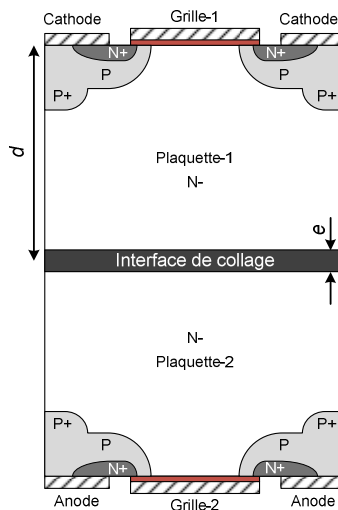 Cathode Grille-1 Cathode
N+ N+
P P
P+ P+
d
Plaquette-1
N-
e
Interface de collage
N-
Plaquette-2
P+ P+
P P
N+ N+
Anode Grille-2 Anode